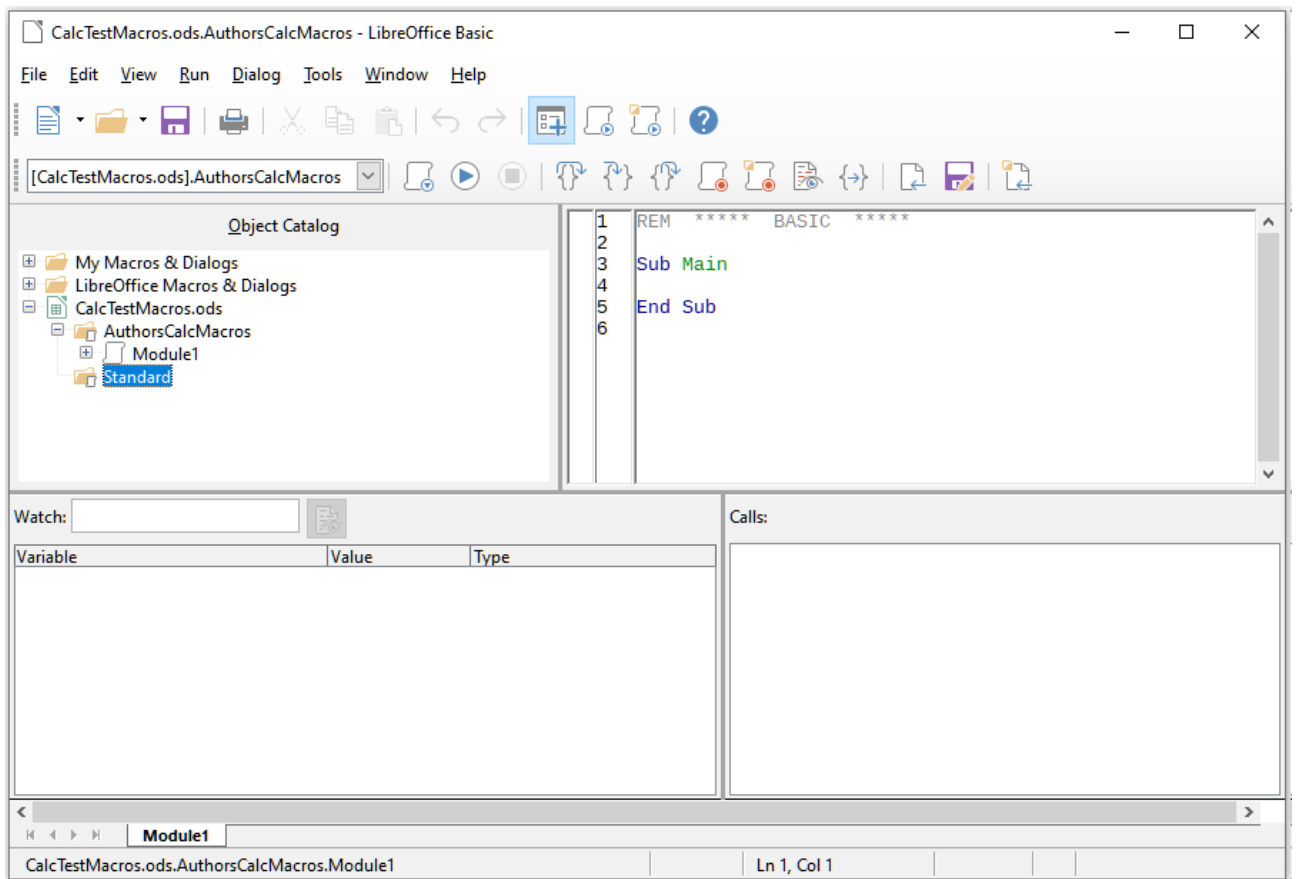 CalcTestMacros.ods.AuthorsCalcMacros - LibreOffice Basic
File Edit View Run Dialog Tools Window Help
[CalcTestMacros.ods].AuthorsCalcMacros
Object Catalog
My Macros & Dialogs
LibreOffice Macros & Dialogs
CalcTestMacros.ods
AuthorsCalcMacros
Module1
Standard
1 REM ***** BASIC *****
2
3 Sub Main
4
5 End Sub
6
Watch:
Calls:
Variable Value Type
Module1
CalcTestMacros.ods.AuthorsCalcMacros.Module1 Ln 1, Col 1